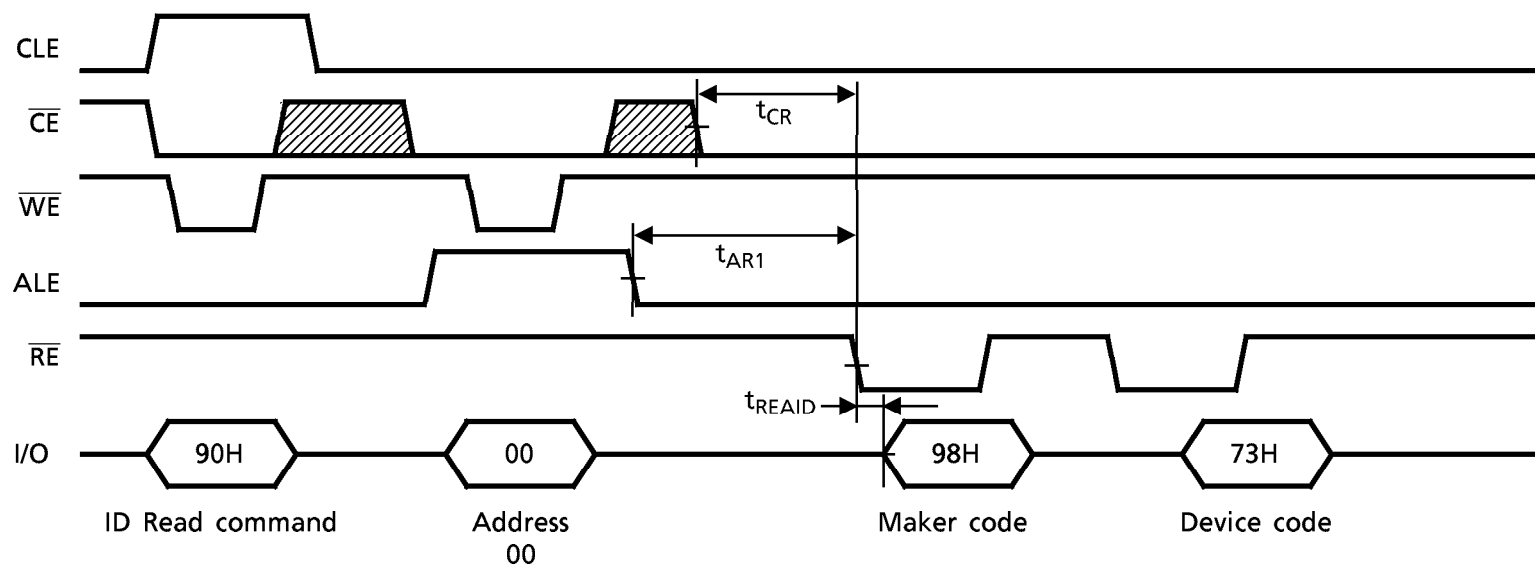 CLE
CE
tCR
WE
ALE
tAR1
RE
tREAID
I/O
90H
00
98H
73H
ID Read command
Address
00
Maker code
Device code